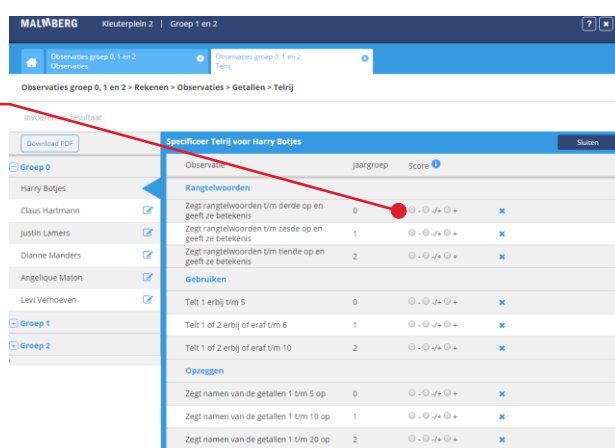 MALMBERG Kleuterplein 2 | Groep 1 en 2 ? x
Observaties groep 0, 1 en 2
Observaties
Observaties groep 0, 1 en 2
Telrij
Observaties groep 0, 1 en 2 > Rekenen > Observaties > Getallen > Telrij
Invoeren resultaat
Download PDF
Groep 0
Harry Botjes
Claus Hartmann
Justin Lamers
Dianne Manders
Angelique Maton
Levi Verhoeven
Groep 1
Groep 2
Specificeer Telrij voor Harry Botjes Sluiten
Observatie Jaargroep Score i
Rangtelwoorden
Zegt rangtelwoorden t/m derde op en
geeft ze betekenis 0 - -/+ +
Zegt rangtelwoorden t/m zesde op en
geeft ze betekenis 1 - -/+ +
Zegt rangtelwoorden t/m tiende op en
geeft ze betekenis 2 - -/+ +
Gebruiken
Telt 1 erbij t/m 5 0 - -/+ +
Telt 1 of 2 erbij of eraf t/m 6 1 - -/+ +
Telt 1 of 2 erbij of eraf t/m 10 2 - -/+ +
Opzeggen
Zegt namen van de getallen 1 t/m 5 op 0 - -/+ +
Zegt namen van de getallen 1 t/m 10 op 1 - -/+ +
Zegt namen van de getallen 1 t/m 20 op 2 - -/+ +